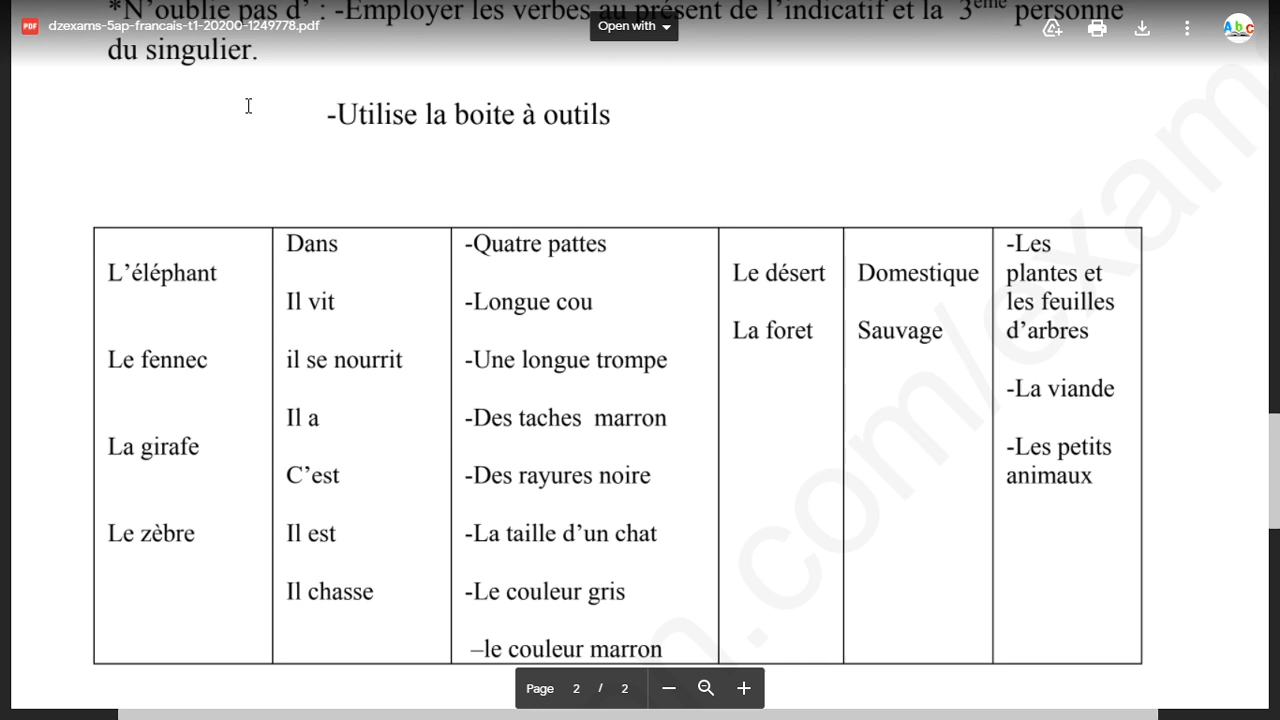 *N’oublie pas d’ : -Employer les verbes au présent de l’indicatif et la 3ème personne
dzexams-5ap-francais-t1-20200-1249778.pdf
Open with
Abc
du singulier.
-Utilise la boite à outils
L’éléphant
Le fennec
La girafe
Le zèbre
Dans
Il vit
il se nourrit
Il a
C’est
Il est
Il chasse
-Quatre pattes
-Longue cou
-Une longue trompe
-Des taches marron
-Des rayures noire
-La taille d’un chat
-Le couleur gris
–le couleur marron
Le désert
La foret
Domestique
Sauvage
-Les
plantes et
les feuilles
d’arbres
-La viande
-Les petits
animaux
n.com/exam
Page 2 / 2